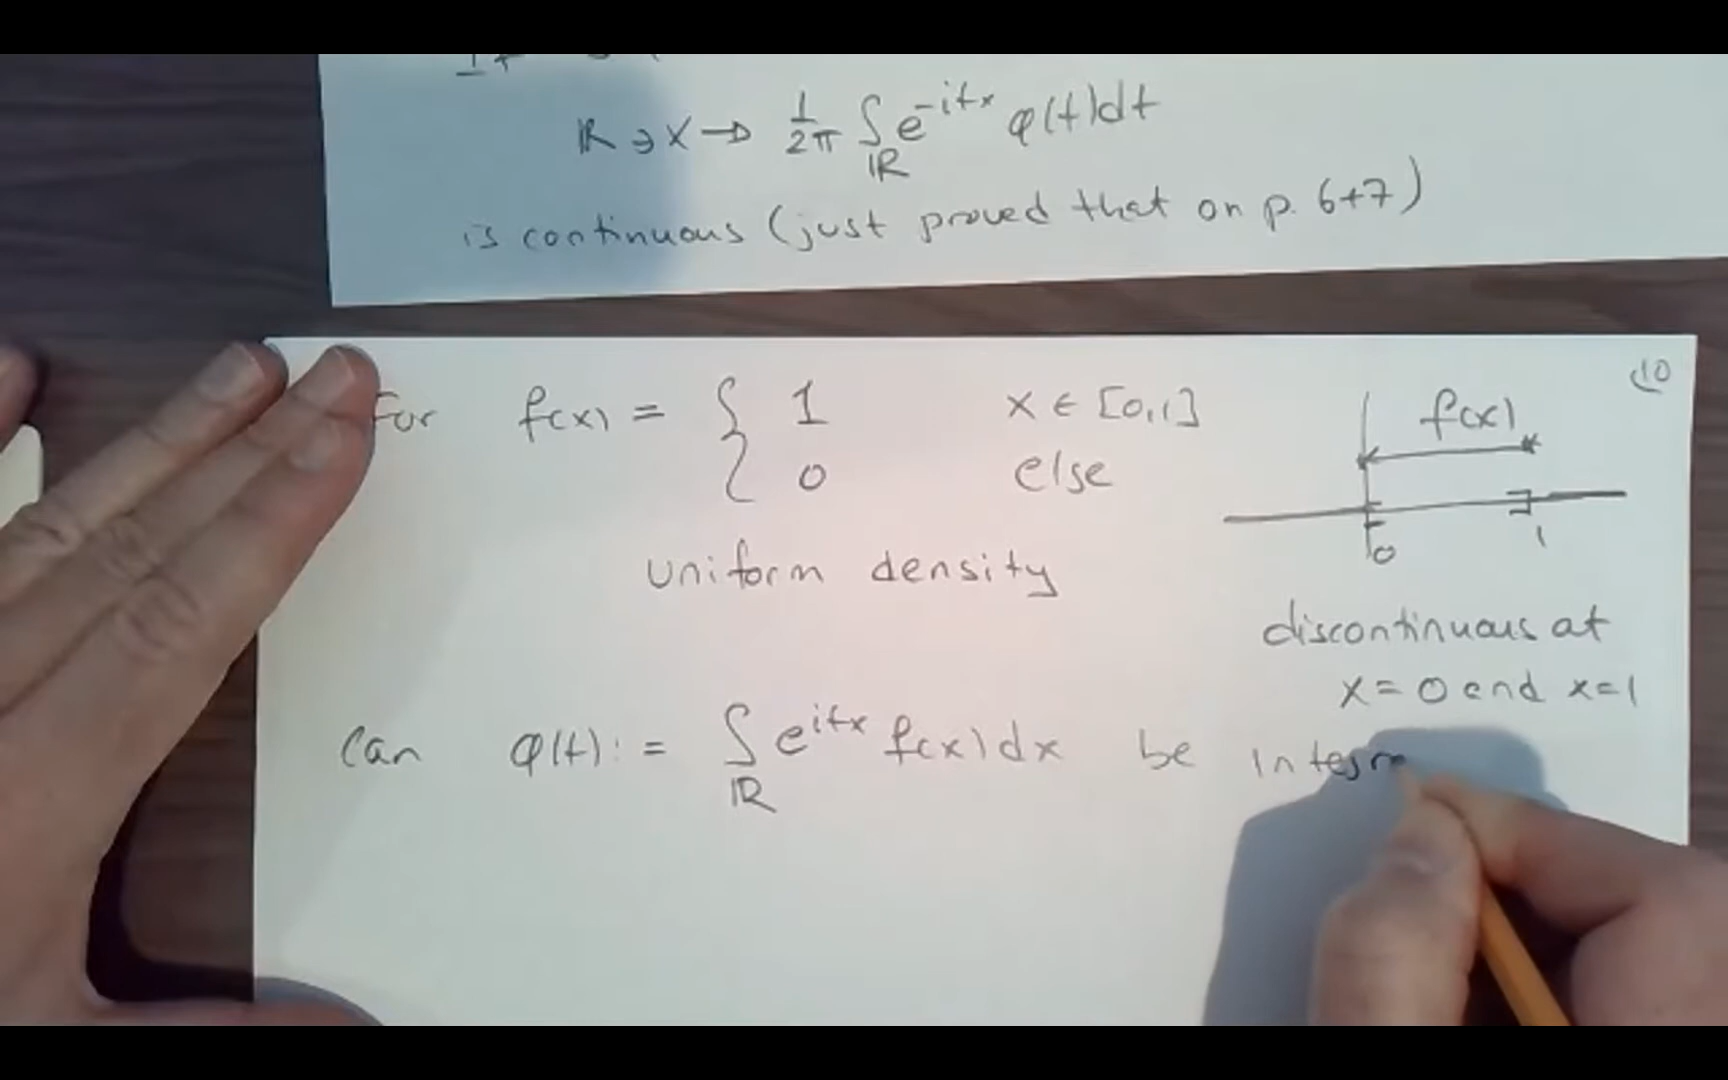 ℝ ∋ x → 1/2π ∫_ℝ e^{-itx} φ(t)dt
is continuous (just proved that on p. 6+7)
10
For f(x) = { 1 x ∈ [0,1]
0 else
f(x)
0 1
uniform density
discontinuous at
x=0 and x=1
Can φ(t) := ∫_ℝ e^{itx} f(x)dx be integr